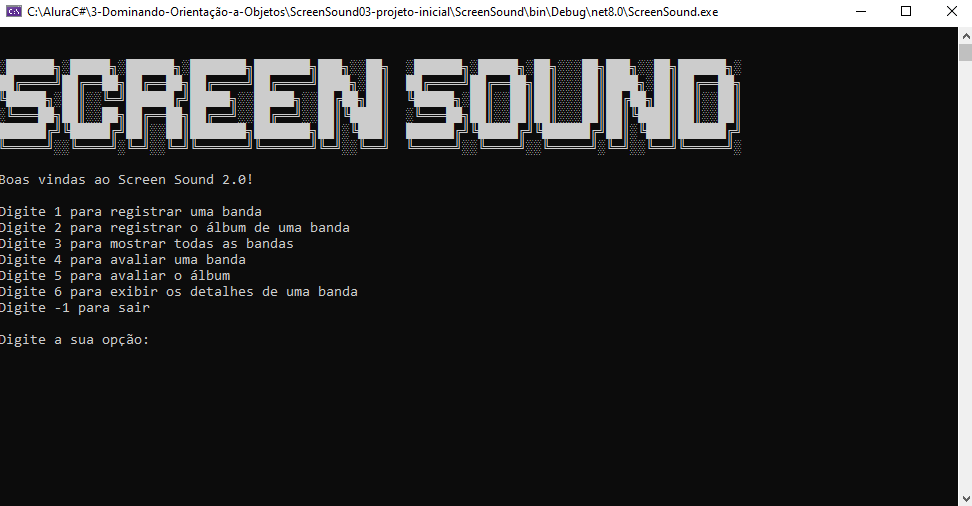 C:\AluraC#\3-Dominando-Orientação-a-Objetos\ScreenSound03-projeto-inicial\ScreenSound\bin\Debug\net8.0\ScreenSound.exe
SCREEN SOUND
Boas vindas ao Screen Sound 2.0!
Digite 1 para registrar uma banda
Digite 2 para registrar o álbum de uma banda
Digite 3 para mostrar todas as bandas
Digite 4 para avaliar uma banda
Digite 5 para avaliar o álbum
Digite 6 para exibir os detalhes de uma banda
Digite -1 para sair
Digite a sua opção: